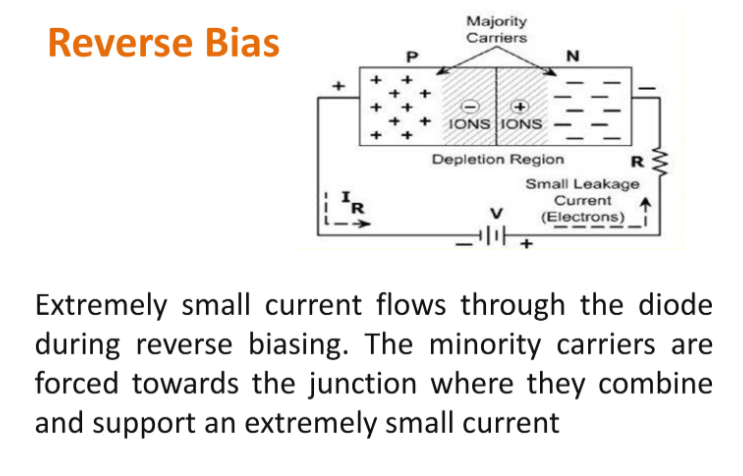 Reverse Bias
Majority
Carriers
P
N
+
−
− +
IONS IONS
Depletion Region
R
Small Leakage
Current
(Electrons)
I
R
V
− +
Extremely small current flows through the diode
during reverse biasing. The minority carriers are
forced towards the junction where they combine
and support an extremely small current